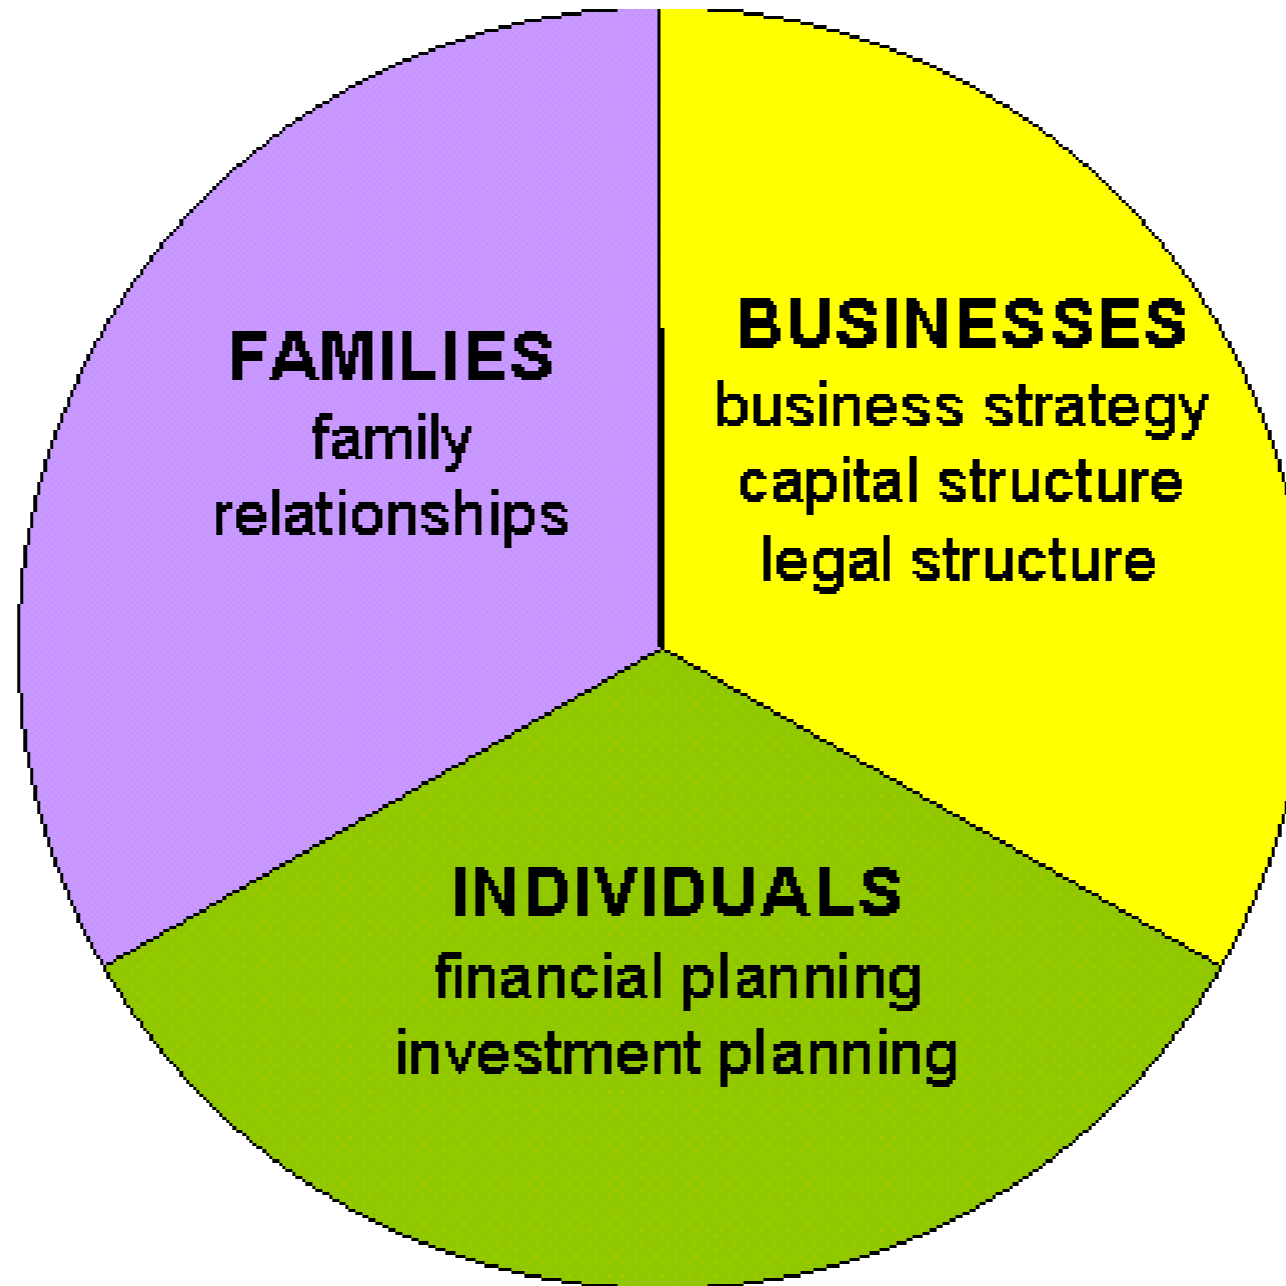 FAMILIES
family
relationships
BUSINESSES
business strategy
capital structure
legal structure
INDIVIDUALS
financial planning
investment planning